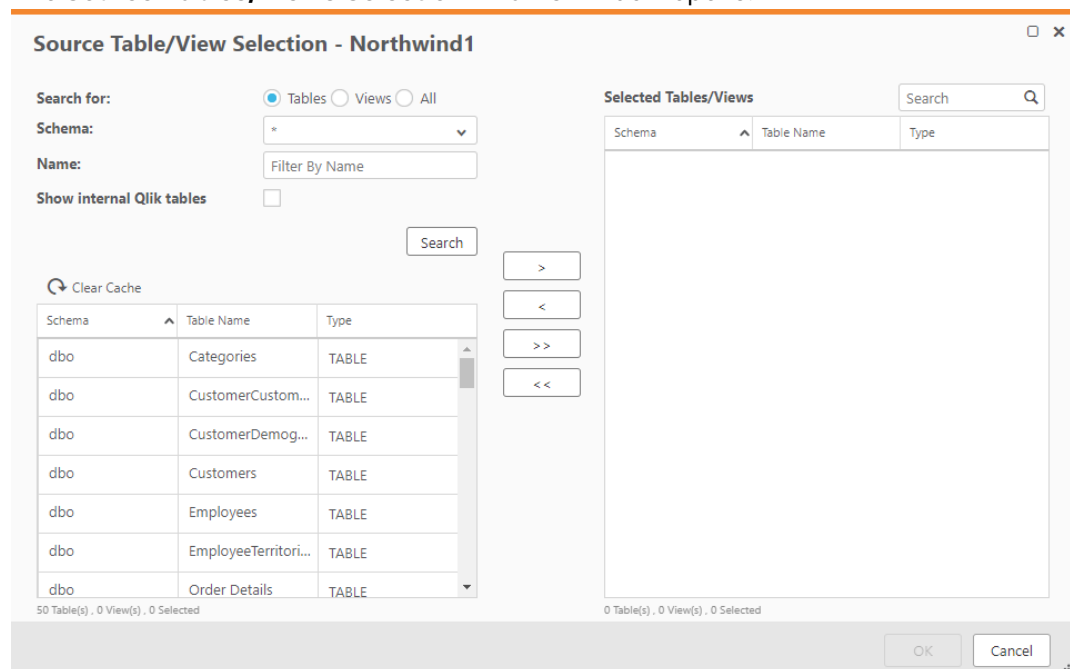 Source Table/View Selection - Northwind1
Search for:
Tables Views All
Schema:
*
Name:
Filter By Name
Show internal Qlik tables
Search
Clear Cache
Schema Table Name Type
dbo Categories TABLE
dbo CustomerCustom... TABLE
dbo CustomerDemog... TABLE
dbo Customers TABLE
dbo Employees TABLE
dbo EmployeeTerritori... TABLE
dbo Order Details TABLE
50 Table(s) , 0 View(s) , 0 Selected
>
<
>>
<<
Selected Tables/Views
Search
Schema Table Name Type
0 Table(s) , 0 View(s) , 0 Selected
OK Cancel